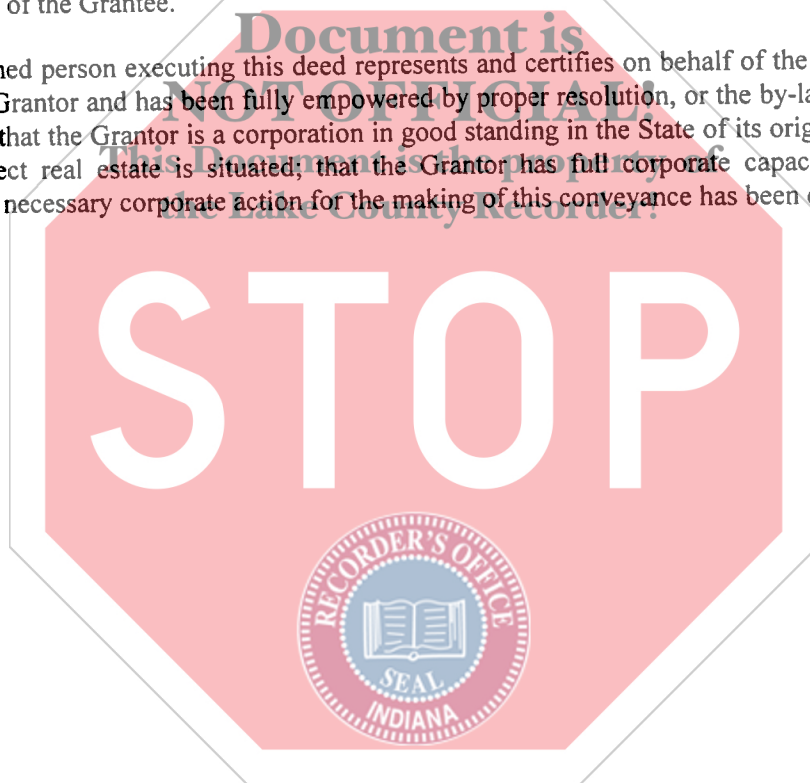 of the Grantee.
Document is
ned person executing this deed represents and certifies on behalf of the
NOT OFFICIAL!
Grantor and has been fully empowered by proper resolution, or the by-la
that the Grantor is a corporation in good standing in the State of its orig
This Document is the property of
ect real estate is situated; that the Grantor has full corporate capac
the Lake County Recorder!
necessary corporate action for the making of this conveyance has been
STOP
RECORDER'S OFFICE
SEAL
INDIANA